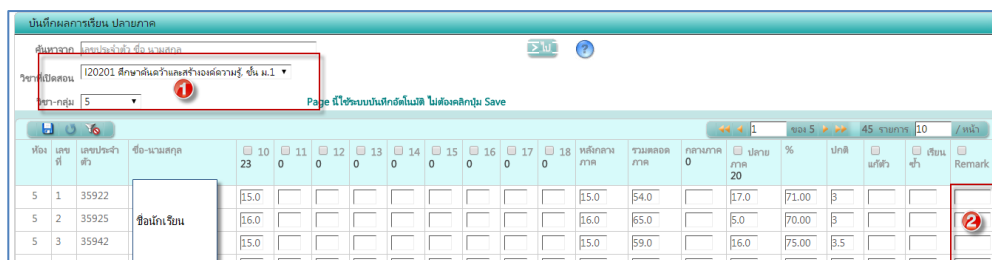 บันทึกผลการเรียน ปลายภาค
ค้นหาจาก เลขประจำตัว ชื่อ นามสกุล
ไป ?
วิชาที่เปิดสอน I20201 ศึกษาค้นคว้าและสร้างองค์ความรู้, ชั้น ม.1
1
วิชา-กลุ่ม 5 Page นี้ใช้ระบบบันทึกอัตโนมัติ ไม่ต้องคลิกปุ่ม Save
1 ของ 5 45 รายการ 10 / หน้า
ห้อง เลขที่ เลขประจำตัว ชื่อ-นามสกุล 10 11 12 13 14 15 16 17 18 หลังกลางภาค รวมตลอดภาค กลางภาค ปลายภาค % ปกติ แก้ตัว เรียนซ้ำ Remark
23 0 0 0 0 0 0 0 0 0 20
5 1 35922 15.0 15.0 54.0 17.0 71.00 3
5 2 35925 ชื่อนักเรียน 16.0 16.0 65.0 5.0 70.00 3 2
5 3 35942 15.0 15.0 59.0 16.0 75.00 3.5